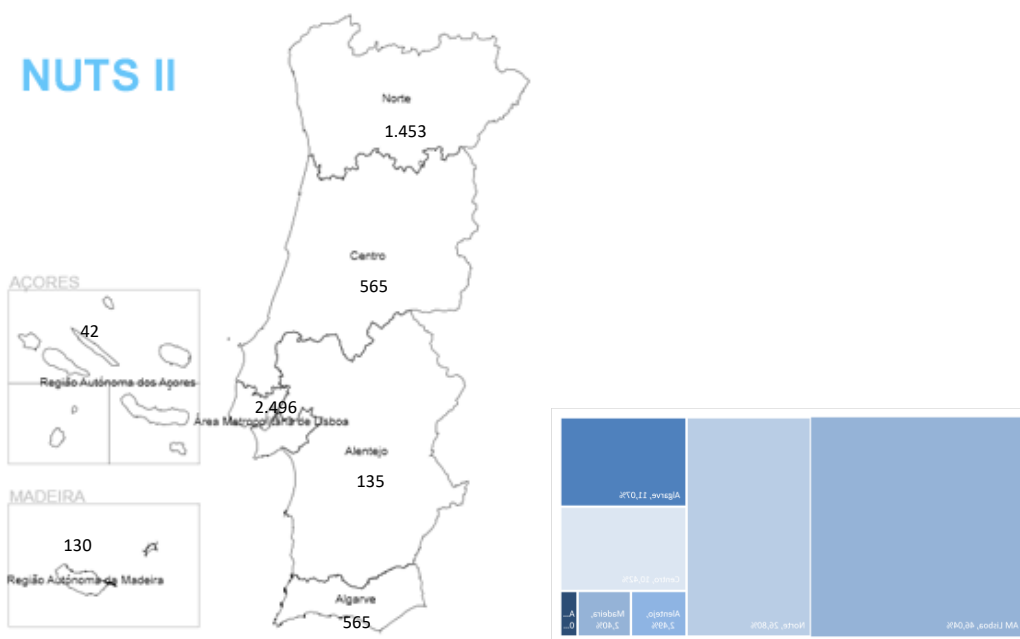 NUTS II
Norte
1.453
Centro
565
AÇORES
42
Região Autónoma dos Açores
2.496
Área Metropolitana de Lisboa
Alentejo
135
MADEIRA
130
Região Autónoma da Madeira
Algarve
565
Algarve, 11,07%
Centro, 10,42%
A...
0...
Madeira,
2,40%
Alentejo
2,49%
Norte, 26,80%
AM Lisboa, 46,04%